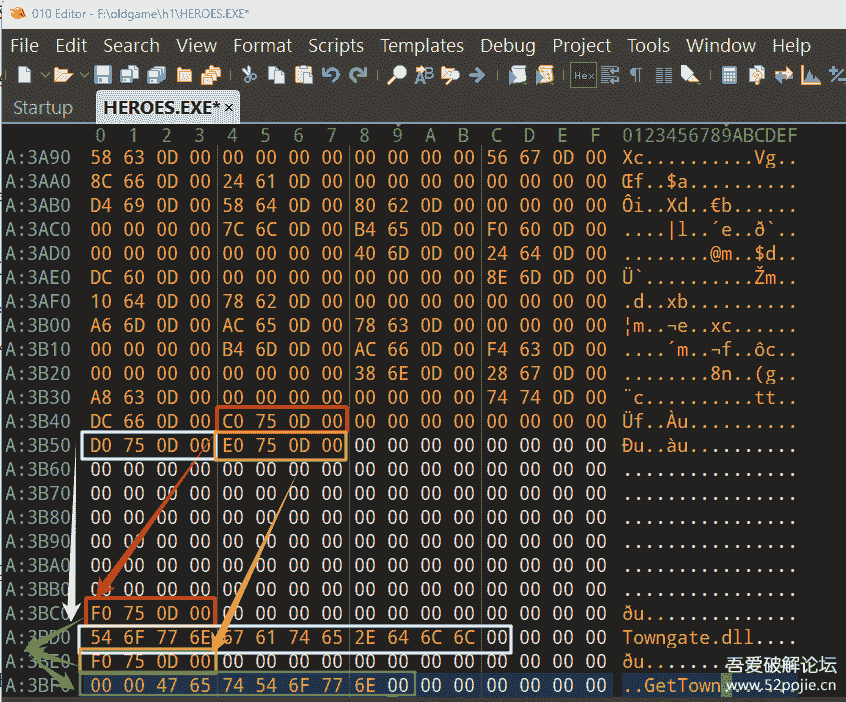 010 Editor - F:\oldgame\h1\HEROES.EXE*
File Edit Search View Format Scripts Templates Debug Project Tools Window Help
Hex
Startup HEROES.EXE* ×
0 1 2 3 4 5 6 7 8 9 A B C D E F 0123456789ABCDEF
A:3A90 58 63 0D 00 00 00 00 00 00 00 00 00 56 67 0D 00 Xc..........Vg..
A:3AA0 8C 66 0D 00 24 61 0D 00 00 00 00 00 00 00 00 00 Œf..$a..........
A:3AB0 D4 69 0D 00 58 64 0D 00 80 62 0D 00 00 00 00 00 Ôi..Xd..€b......
A:3AC0 00 00 00 00 7C 6C 0D 00 B4 65 0D 00 F0 60 0D 00 ....|l..´e..ð`..
A:3AD0 00 00 00 00 00 00 00 00 40 6D 0D 00 24 64 0D 00 ........@m..$d..
A:3AE0 DC 60 0D 00 00 00 00 00 00 00 00 00 8E 6D 0D 00 Ü`..........Žm..
A:3AF0 10 64 0D 00 78 62 0D 00 00 00 00 00 00 00 00 00 .d..xb..........
A:3B00 A6 6D 0D 00 AC 65 0D 00 78 63 0D 00 00 00 00 00 ¦m..¬e..xc......
A:3B10 00 00 00 00 B4 6D 0D 00 AC 66 0D 00 F4 63 0D 00 ....´m..¬f..ôc..
A:3B20 00 00 00 00 00 00 00 00 38 6E 0D 00 28 67 0D 00 ........8n..(g..
A:3B30 A8 63 0D 00 00 00 00 00 00 00 00 00 74 74 0D 00 ¨c..........tt..
A:3B40 DC 66 0D 00 C0 75 0D 00 00 00 00 00 00 00 00 00 Üf..Àu..........
A:3B50 D0 75 0D 00 E0 75 0D 00 00 00 00 00 00 00 00 00 Ðu..àu..........
A:3B60 00 00 00 00 00 00 00 00 00 00 00 00 00 00 00 00 ................
A:3B70 00 00 00 00 00 00 00 00 00 00 00 00 00 00 00 00 ................
A:3B80 00 00 00 00 00 00 00 00 00 00 00 00 00 00 00 00 ................
A:3B90 00 00 00 00 00 00 00 00 00 00 00 00 00 00 00 00 ................
A:3BA0 00 00 00 00 00 00 00 00 00 00 00 00 00 00 00 00 ................
A:3BB0 00 00 00 00 00 00 00 00 00 00 00 00 00 00 00 00 ................
A:3BC0 F0 75 0D 00 00 00 00 00 00 00 00 00 00 00 00 00 ðu..............
A:3BD0 54 6F 77 6E 67 61 74 65 2E 64 6C 6C 00 00 00 00 Towngate.dll....
A:3BE0 F0 75 0D 00 00 00 00 00 00 00 00 00 00 00 00 00 ðu..
A:3BF0 00 00 47 65 74 54 6F 77 6E 00 00 00 00 00 00 00 ..GetTown
吾爱破解论坛
www.52pojie.cn